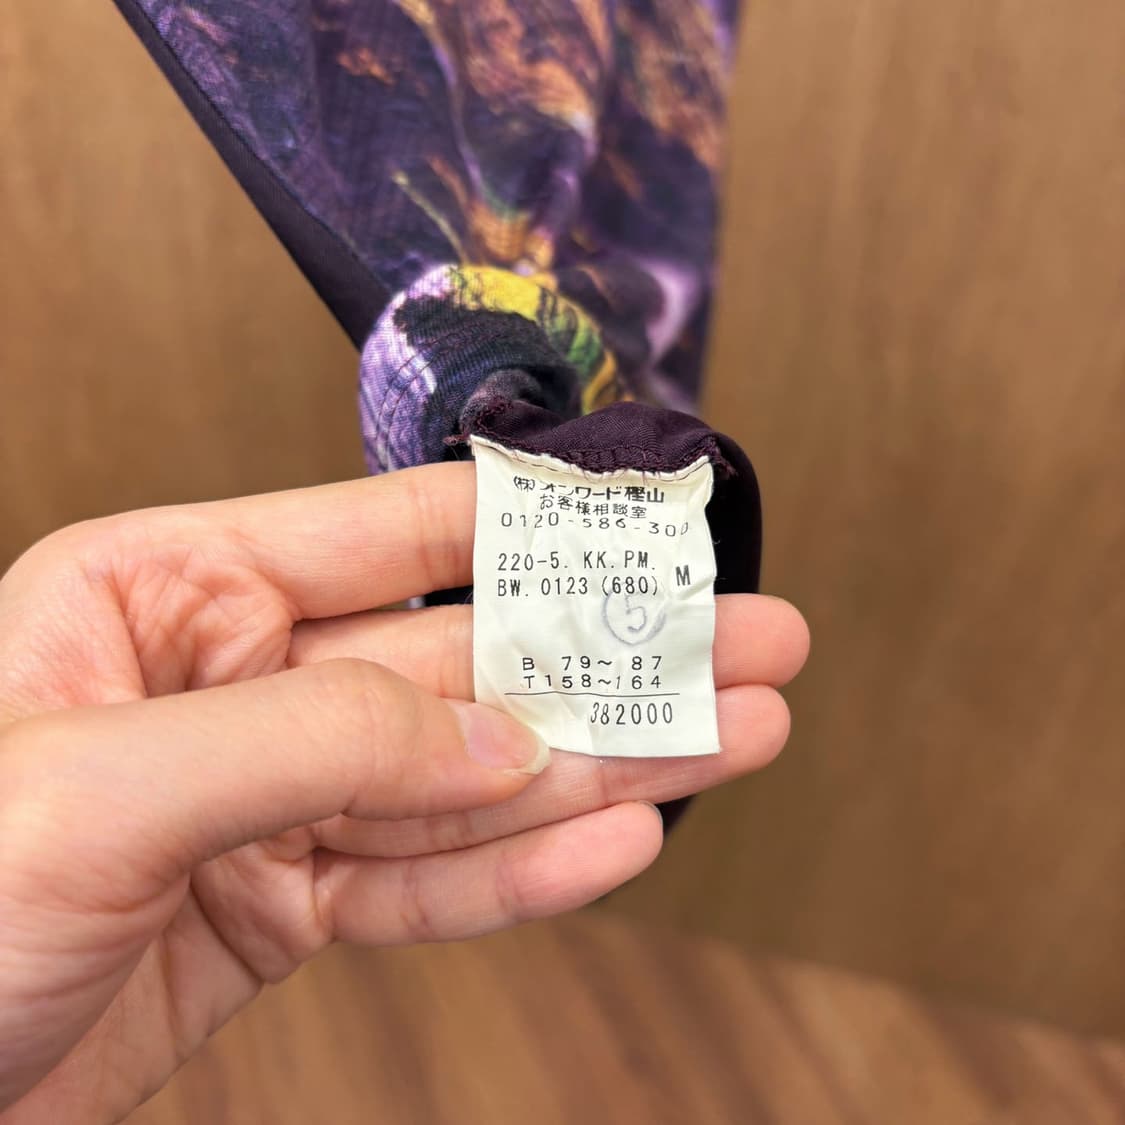 (株)オンワード樫山
お客様相談室
0120-586-300
220-5. KK. PM.
BW. 0123 (680) M
5
B 79~ 87
T158~164
382000